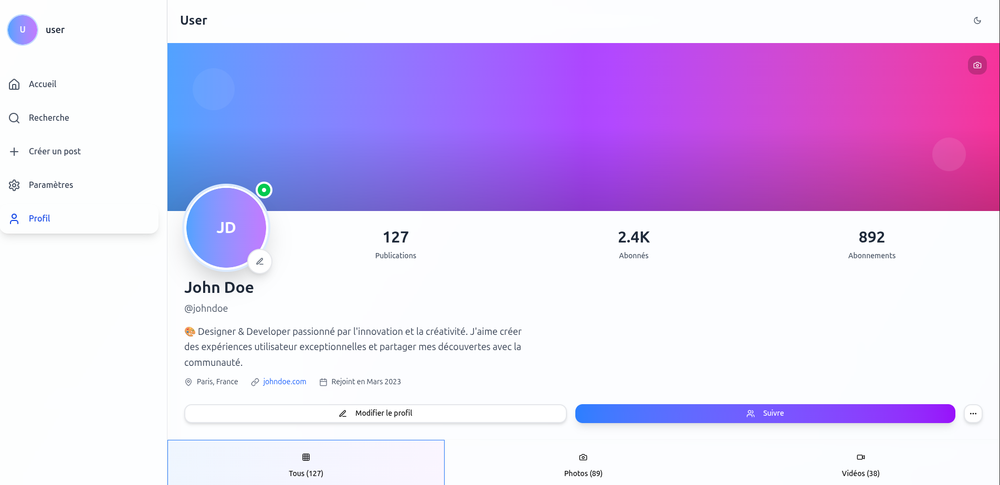 U
user
Accueil
Recherche
Créer un post
Paramètres
Profil
User
JD
127
Publications
2.4K
Abonnés
892
Abonnements
John Doe
@johndoe
🎨 Designer & Developer passionné par l'innovation et la créativité. J'aime créer
des expériences utilisateur exceptionnelles et partager mes découvertes avec la
communauté.
Paris, France johndoe.com Rejoint en Mars 2023
Modifier le profil
Suivre
Tous (127)
Photos (89)
Vidéos (38)